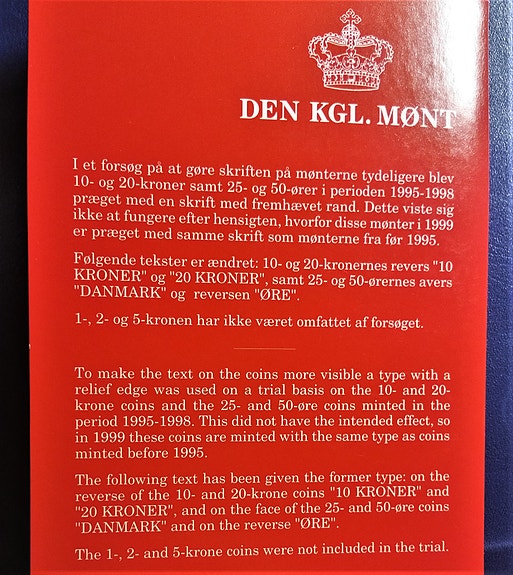 DEN KGL. MØNT
I et forsøg på at gøre skriften på mønterne tydeligere blev
10- og 20-kroner samt 25- og 50-ører i perioden 1995-1998
præget med en skrift med fremhævet rand. Dette viste sig
ikke at fungere efter hensigten, hvorfor disse mønter i 1999
er præget med samme skrift som mønterne fra før 1995.
Følgende tekster er ændret: 10- og 20-kronernes revers "10
KRONER" og "20 KRONER", samt 25- og 50-ørernes avers
"DANMARK" og reversen "ØRE".
1-, 2- og 5-kronen har ikke været omfattet af forsøget.
To make the text on the coins more visible a type with a
relief edge was used on a trial basis on the 10- and 20-
krone coins and the 25- and 50-øre coins minted in the
period 1995-1998. This did not have the intended effect, so
in 1999 these coins are minted with the same type as coins
minted before 1995.
The following text has been given the former type: on the
reverse of the 10- and 20-krone coins "10 KRONER" and
"20 KRONER", and on the face of the 25- and 50-øre coins
"DANMARK" and on the reverse "ØRE".
The 1-, 2- and 5-krone coins were not included in the trial.